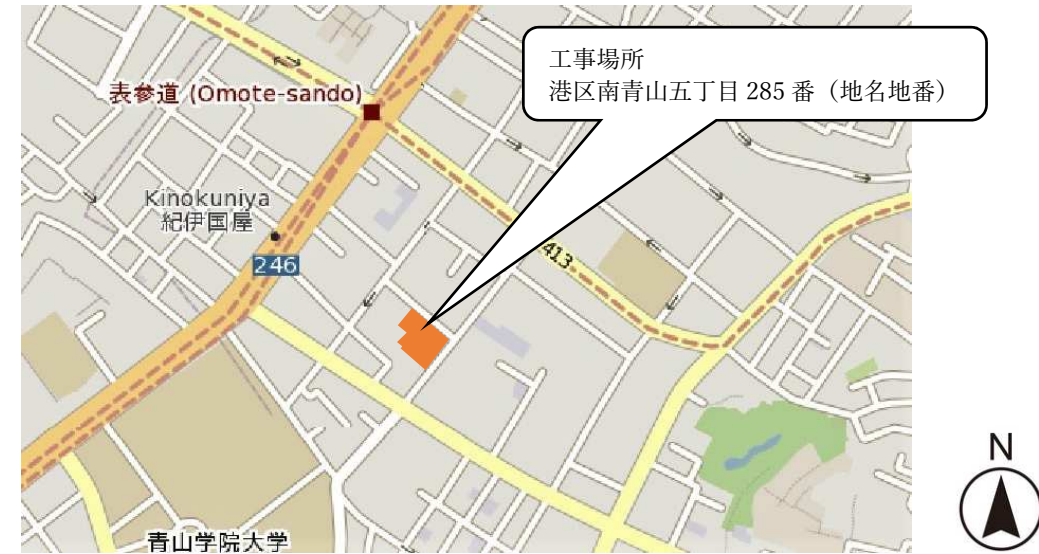 工事場所
港区南青山五丁目 285 番（地名地番）
表参道 (Omote-sando)
Kinokuniya
紀伊国屋
246
413
N
青山学院大学